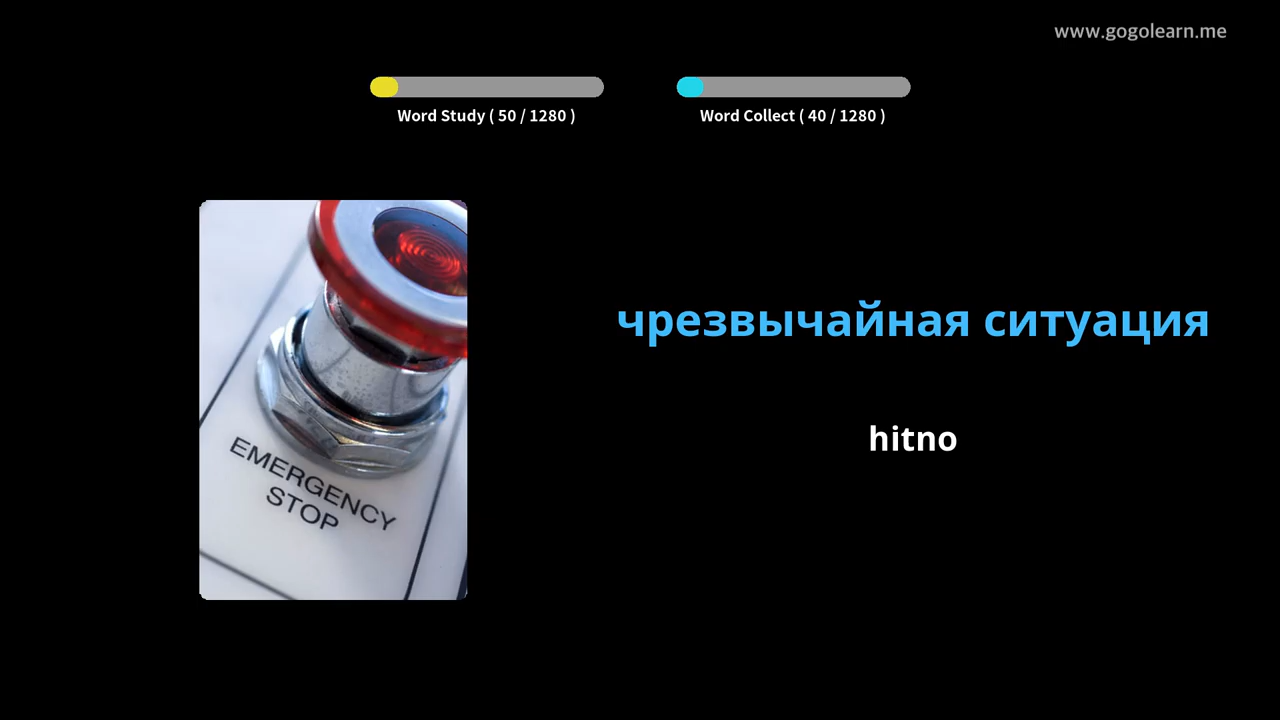 www.gogolearn.me
Word Study ( 50 / 1280 )
Word Collect ( 40 / 1280 )
чрезвычайная ситуация
hitno
EMERGENCY
STOP